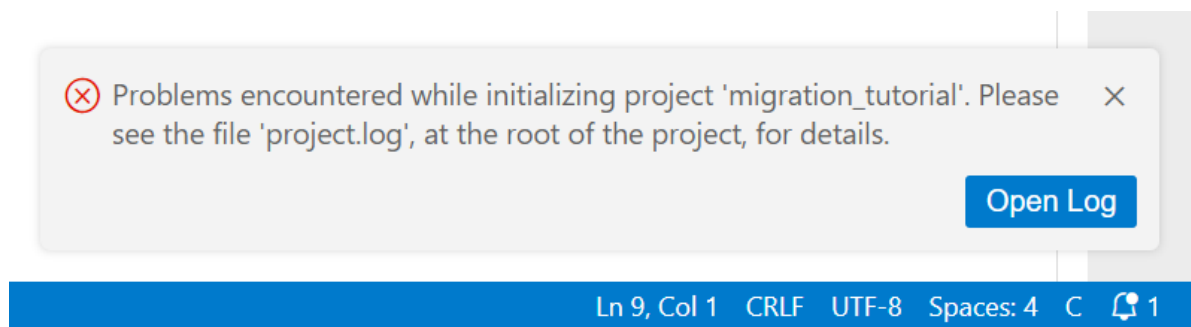 Problems encountered while initializing project 'migration_tutorial'. Please
see the file 'project.log', at the root of the project, for details.
Open Log
Ln 9, Col 1 CRLF UTF-8 Spaces: 4 C 1